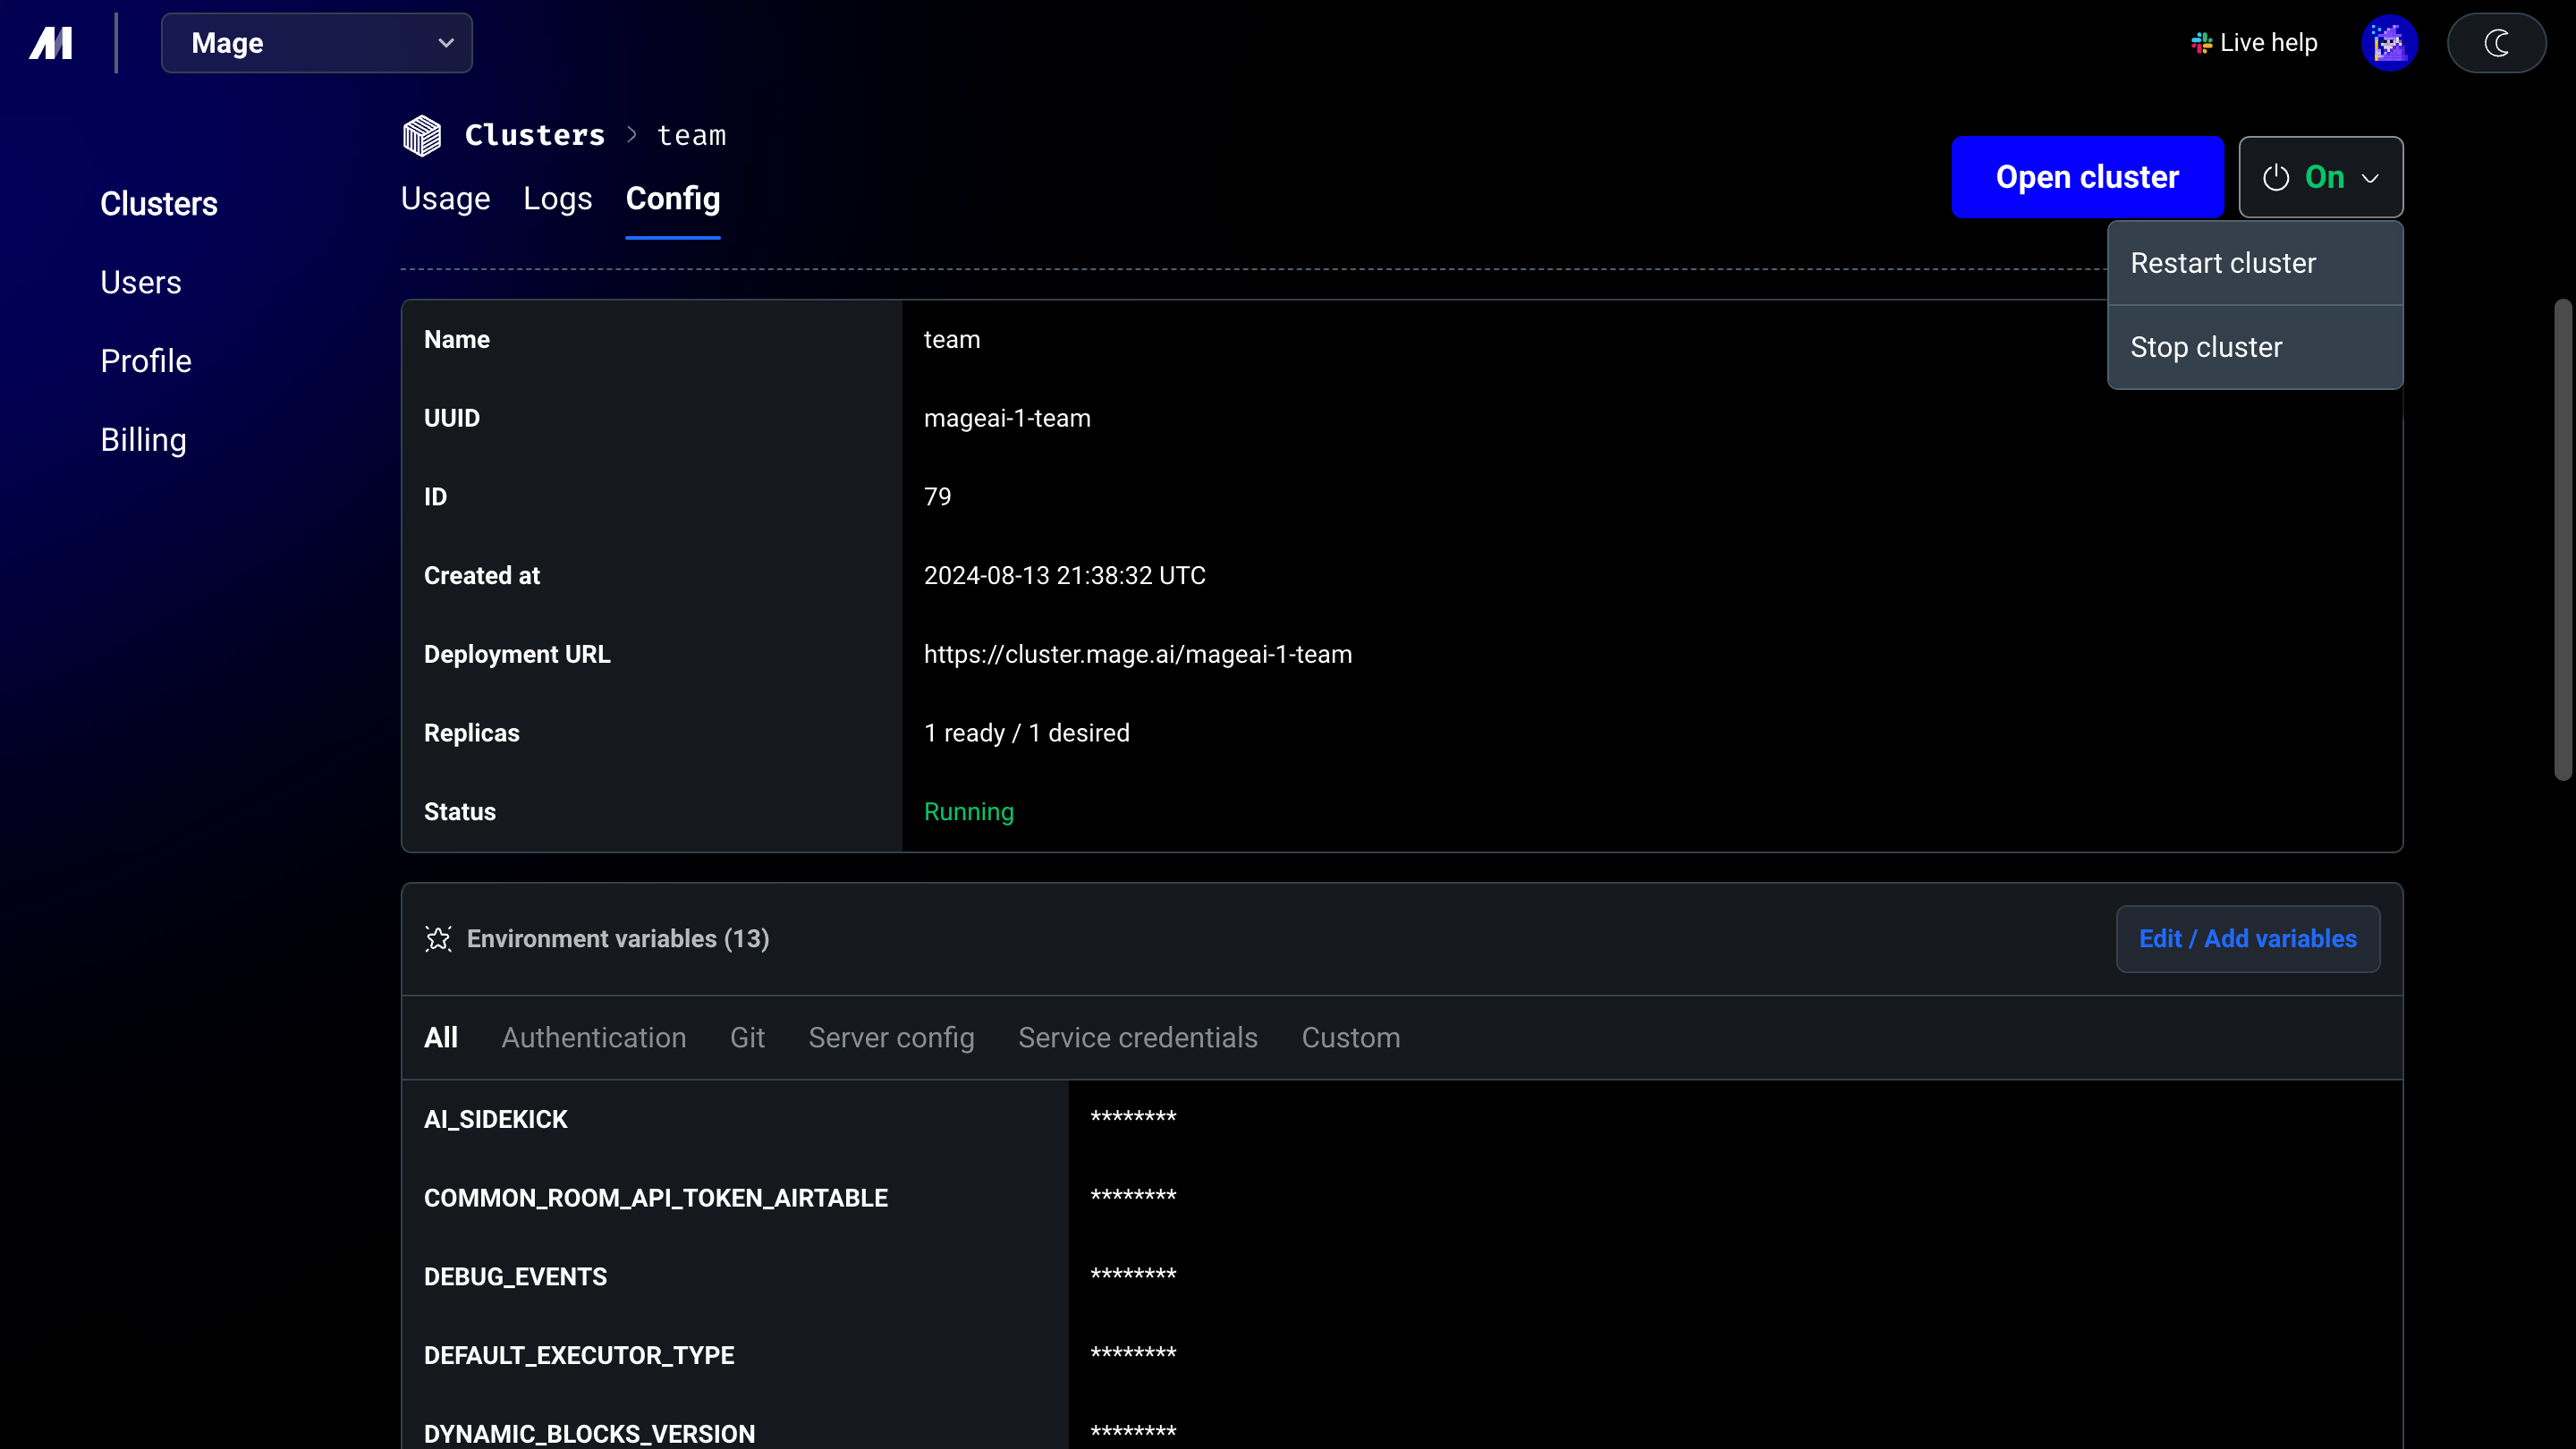 Mage
Live help
Clusters > team
Usage Logs Config
Open cluster
On
Restart cluster
Stop cluster
Clusters
Users
Profile
Billing
Name team
UUID mageai-1-team
ID 79
Created at 2024-08-13 21:38:32 UTC
Deployment URL https://cluster.mage.ai/mageai-1-team
Replicas 1 ready / 1 desired
Status Running
Environment variables (13)
Edit / Add variables
All Authentication Git Server config Service credentials Custom
AI_SIDEKICK ********
COMMON_ROOM_API_TOKEN_AIRTABLE ********
DEBUG_EVENTS ********
DEFAULT_EXECUTOR_TYPE ********
DYNAMIC_BLOCKS_VERSION ********